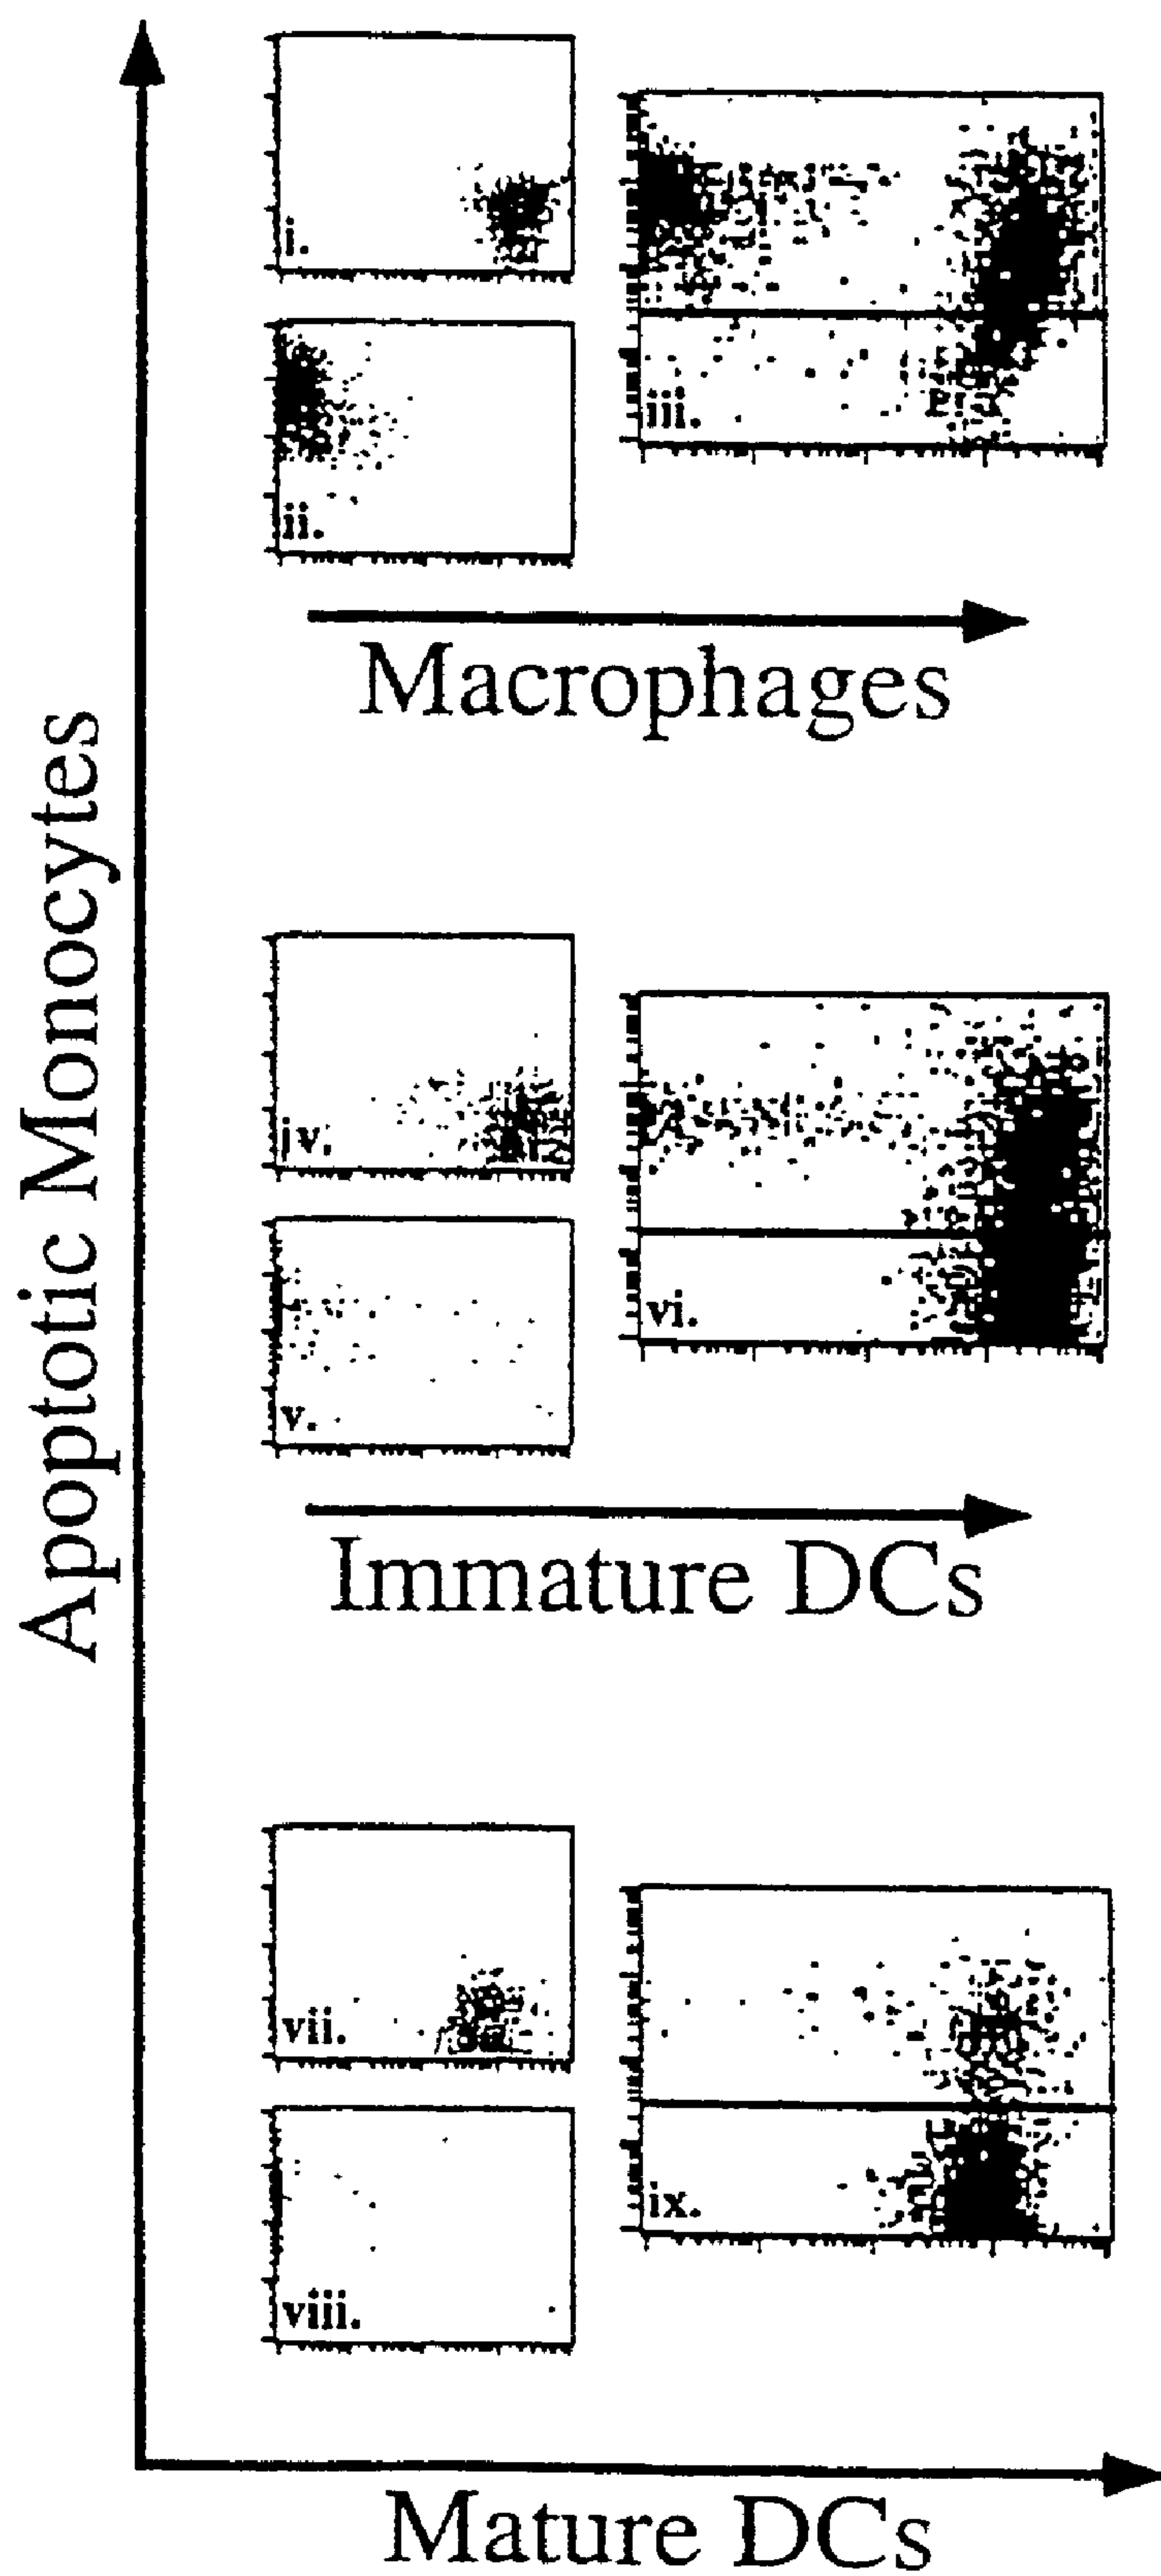 Apoptotic Monocytes
i.
ii.
iii.
Macrophages
iv.
v.
vi.
Immature DCs
vii.
viii.
ix.
Mature DCs